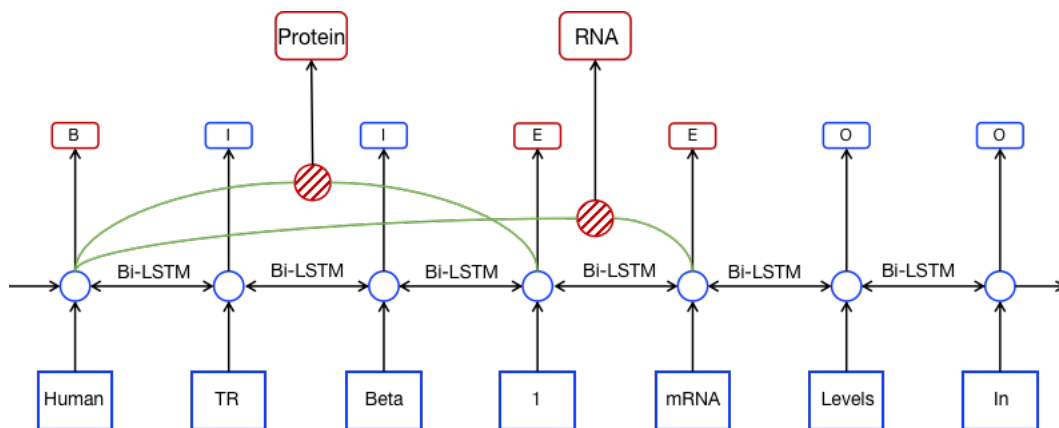 Protein
RNA
B
I
I
E
E
O
O
Bi-LSTM
Bi-LSTM
Bi-LSTM
Bi-LSTM
Bi-LSTM
Bi-LSTM
Human
TR
Beta
1
mRNA
Levels
In